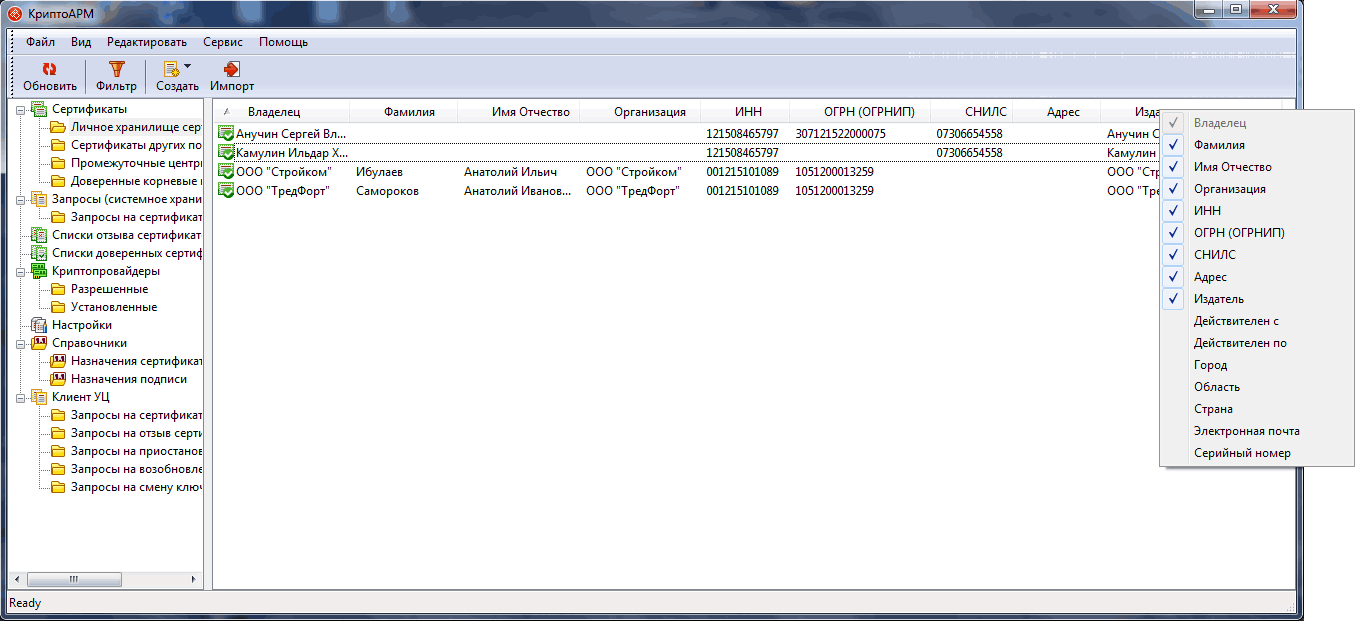 КриптоАРМ
Файл Вид Редактировать Сервис Помощь
Обновить Фильтр Создать Импорт
Сертификаты
Личное хранилище сер
Сертификаты других по
Промежуточные центр
Доверенные корневые
Запросы (системное храни
Запросы на сертификат
Списки отзыва сертификат
Списки доверенных сертиф
Криптопровайдеры
Разрешенные
Установленные
Настройки
Справочники
Назначения сертификат
Назначения подписи
Клиент УЦ
Запросы на сертификат
Запросы на отзыв серти
Запросы на приостанов
Запросы на возобновле
Запросы на смену ключ
Владелец Фамилия Имя Отчество Организация ИНН ОГРН (ОГРНИП) СНИЛС Адрес Изда
Анучин Сергей Вл... 121508465797 307121522000075 07306654558 Анучин С
Камулин Ильдар Х... 121508465797 07306654558 Камулин
ООО "Стройком" Ибулаев Анатолий Ильич ООО "Стройком" 001215101089 1051200013259 ООО "Стр
ООО "ТредФорт" Самороков Анатолий Иванов... ООО "ТредФорт" 001215101089 1051200013259 ООО "Тре
Владелец
Фамилия
Имя Отчество
Организация
ИНН
ОГРН (ОГРНИП)
СНИЛС
Адрес
Издатель
Действителен с
Действителен по
Город
Область
Страна
Электронная почта
Серийный номер
Ready